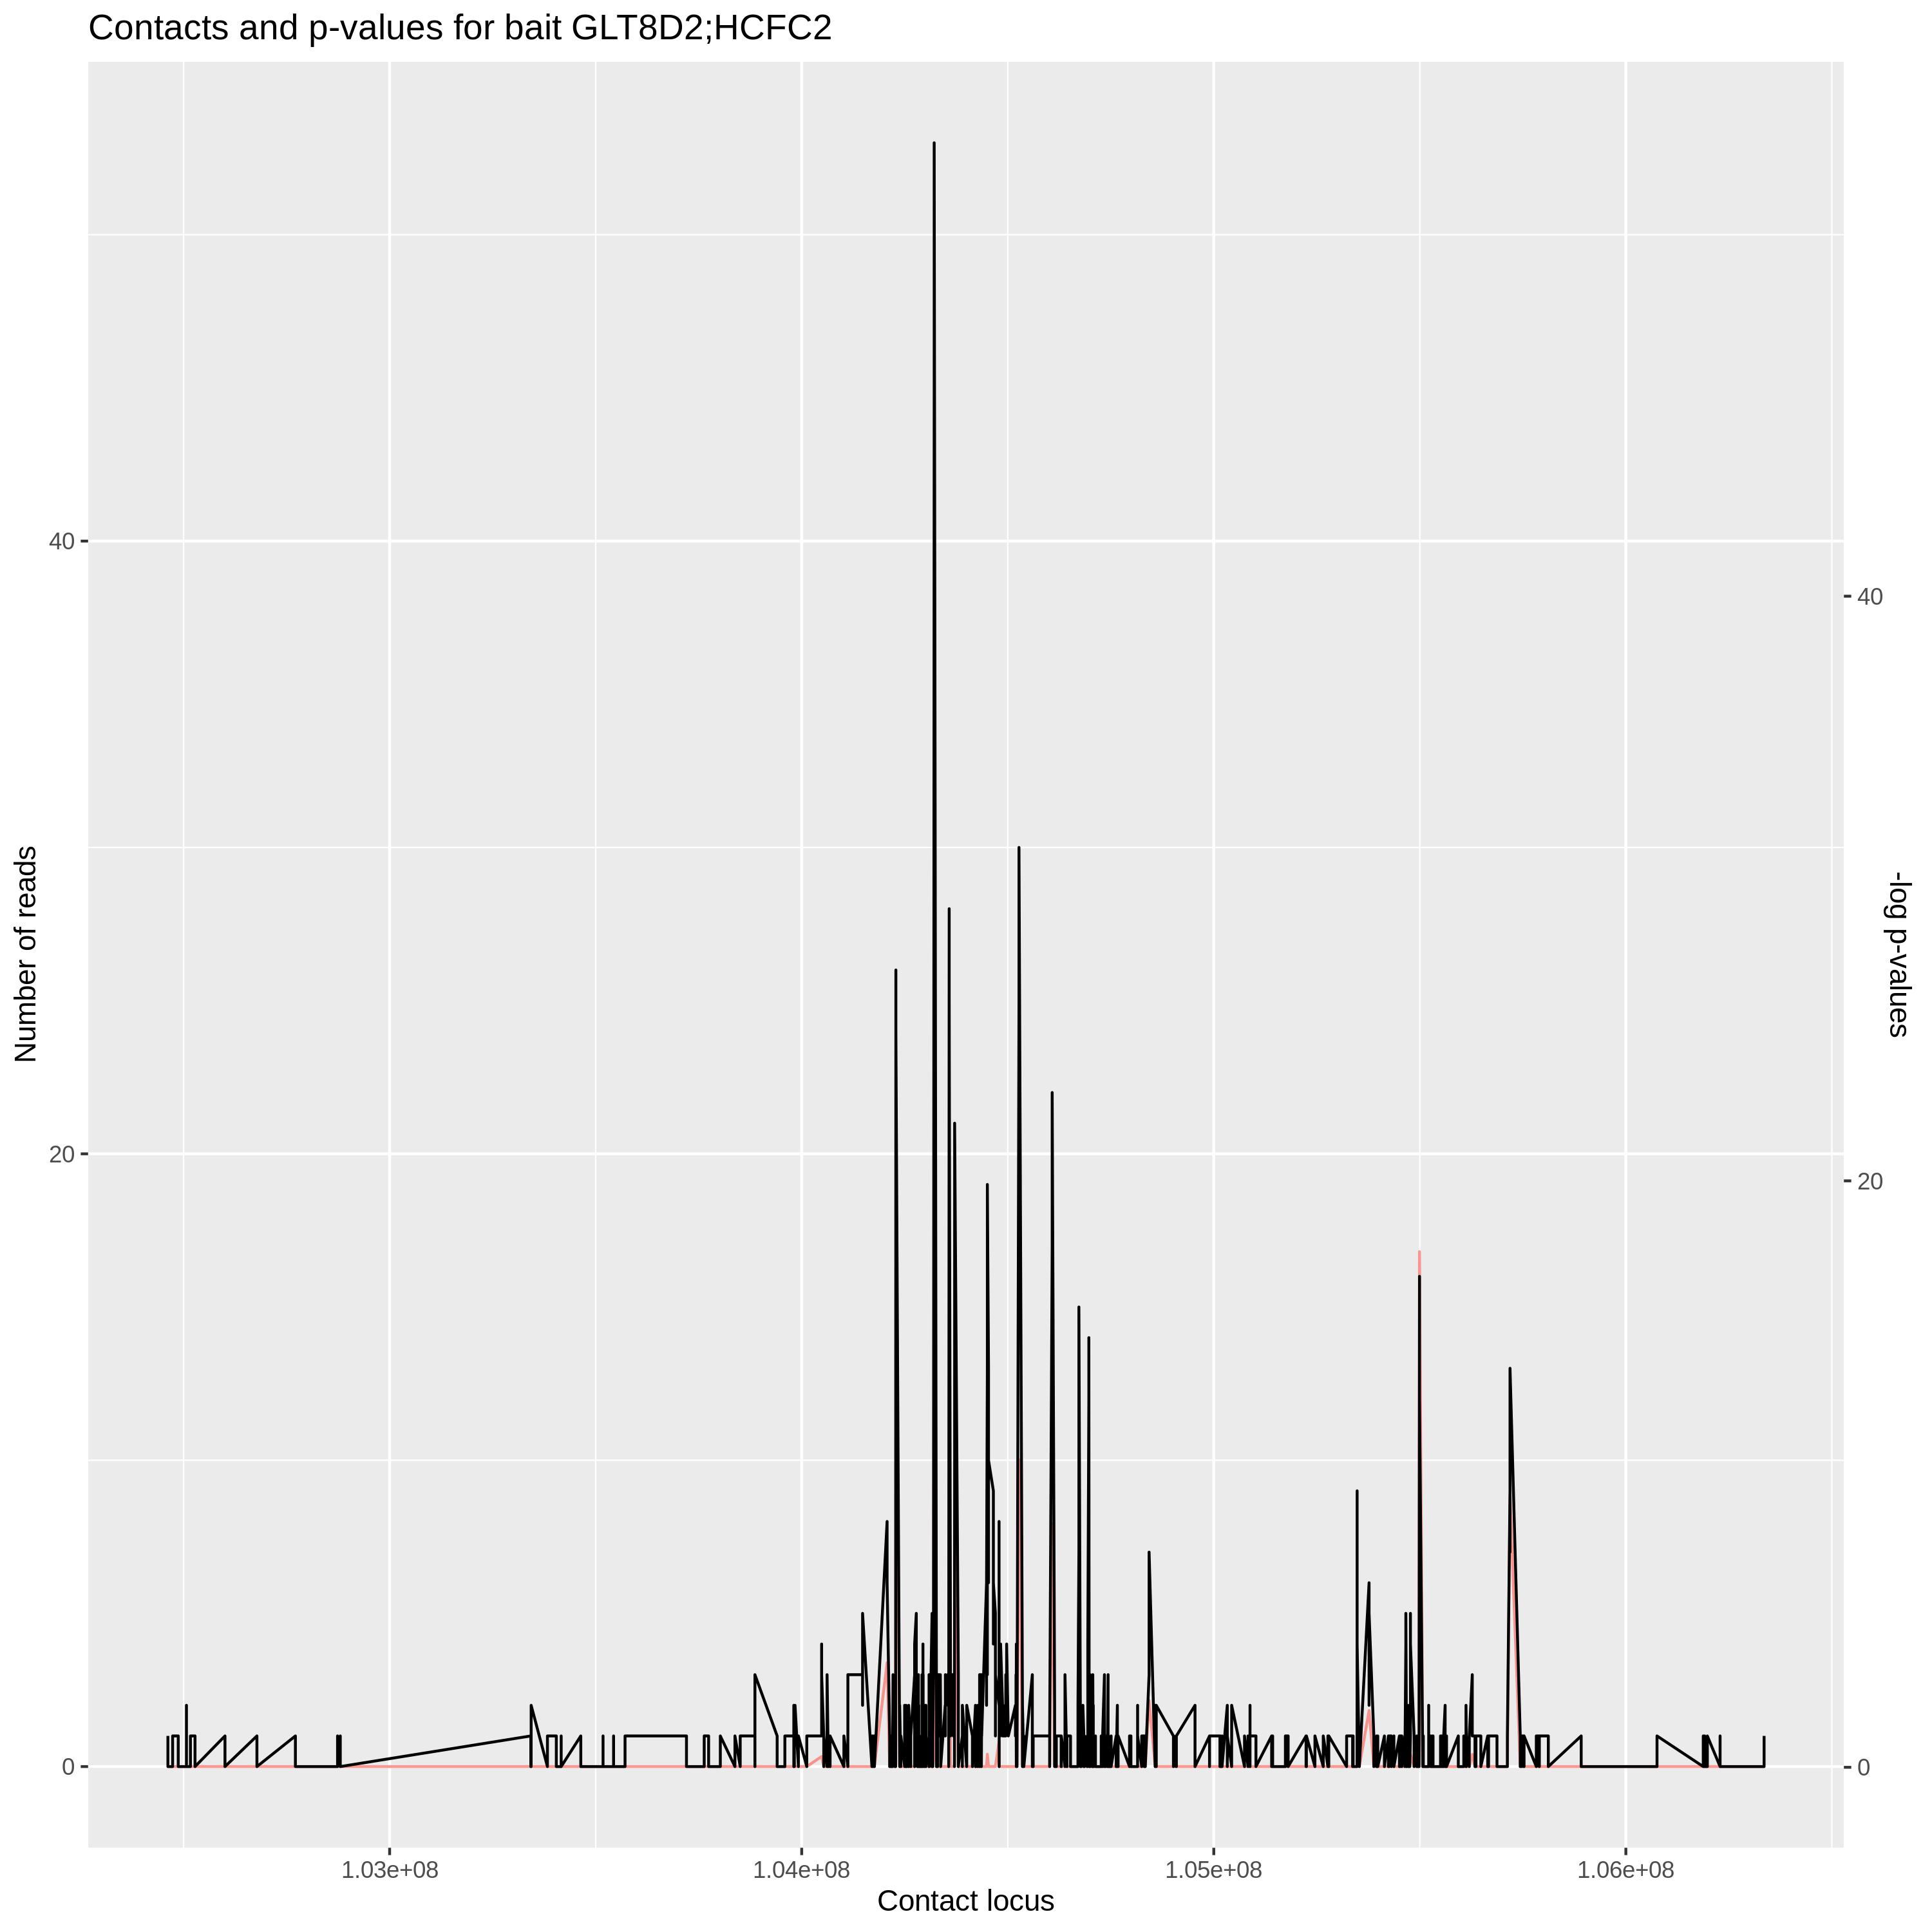 Contacts and p-values for bait GLT8D2;HCFC2
Number of reads
40
20
0
40
20
0
-log p-values
1.03e+08
1.04e+08
1.05e+08
1.06e+08
Contact locus